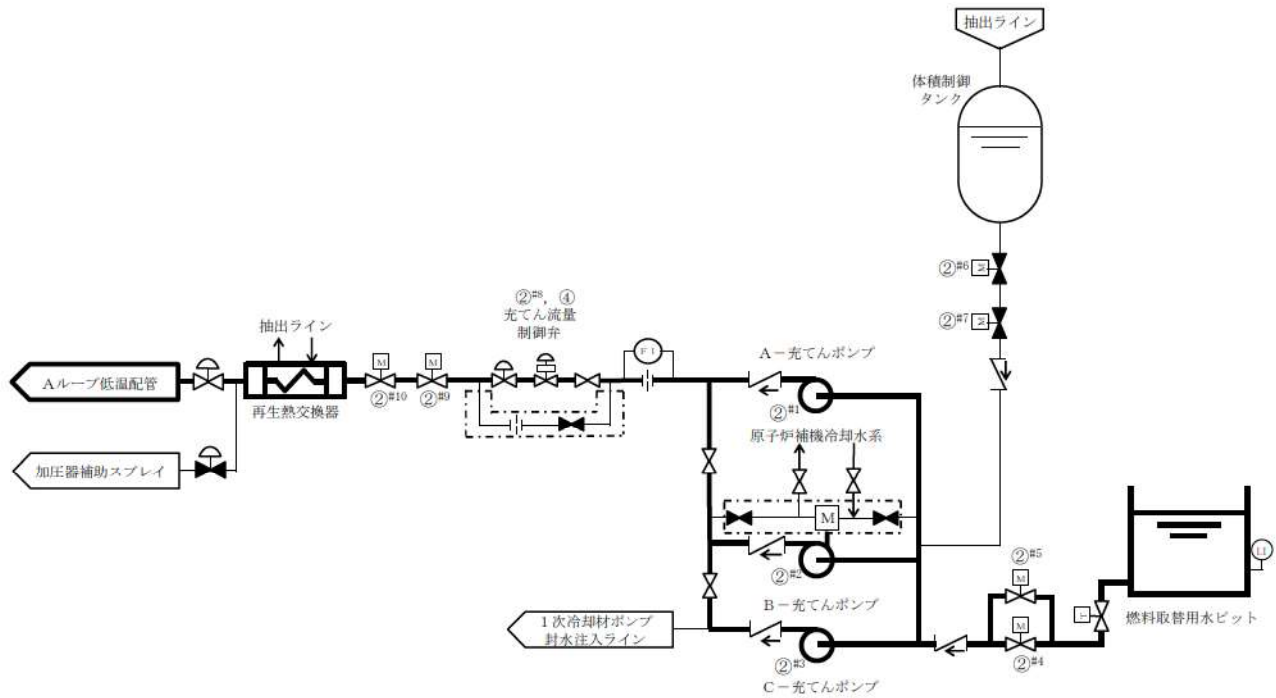 抽出ライン
体積制御
タンク
②#6 M
②#7 M
②#8, ④
充てん流量
制御弁
抽出ライン
M
M
FI
A-充てんポンプ
Aループ低温配管
②#10
②#9
再生熱交換器
②#1
原子炉補機冷却水系
加圧器補助スプレイ
M
②#2
②#5
M
LI
B-充てんポンプ
T
燃料取替用水ピット
1次冷却材ポンプ
封水注入ライン
M
②#3
②#4
C-充てんポンプ